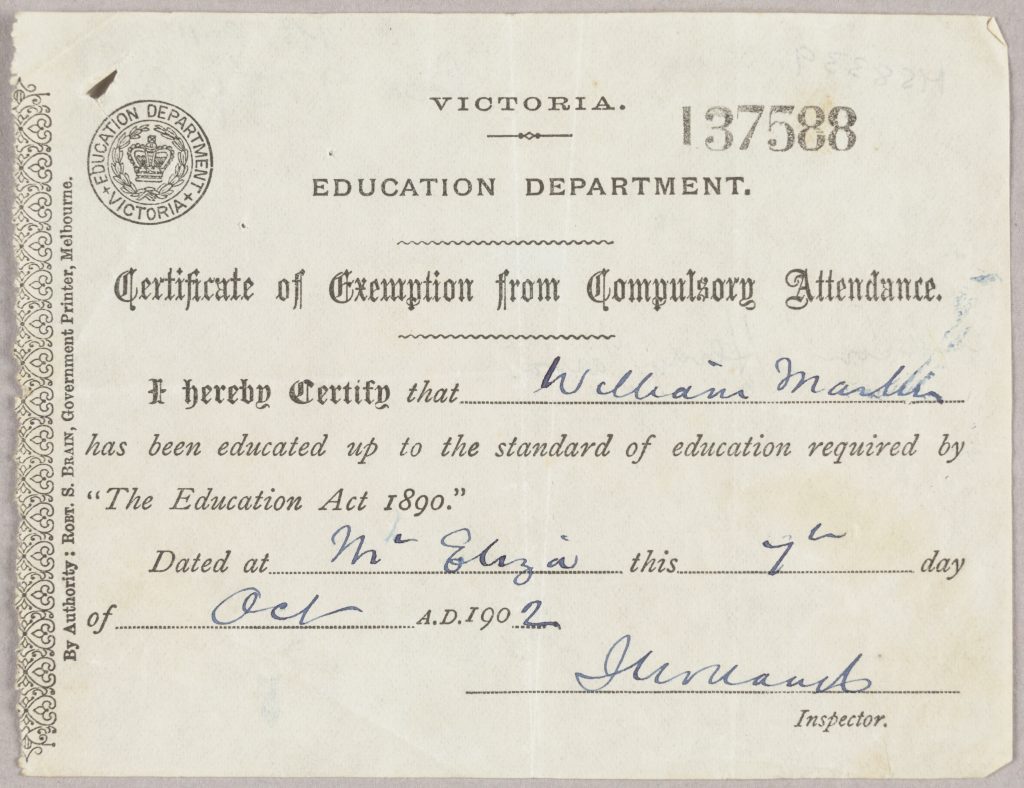 VICTORIA.
137588
EDUCATION DEPARTMENT
VICTORIA
EDUCATION DEPARTMENT.
Certificate of Exemption from Compulsory Attendance.
I hereby Certify that William Martin
has been educated up to the standard of education required by
"The Education Act 1890."
Dated at Mt Eliza this 7th day
of Oct A.D. 1902
Inspector.
By Authority: ROBT. S. BRAIN, Government Printer, Melbourne.